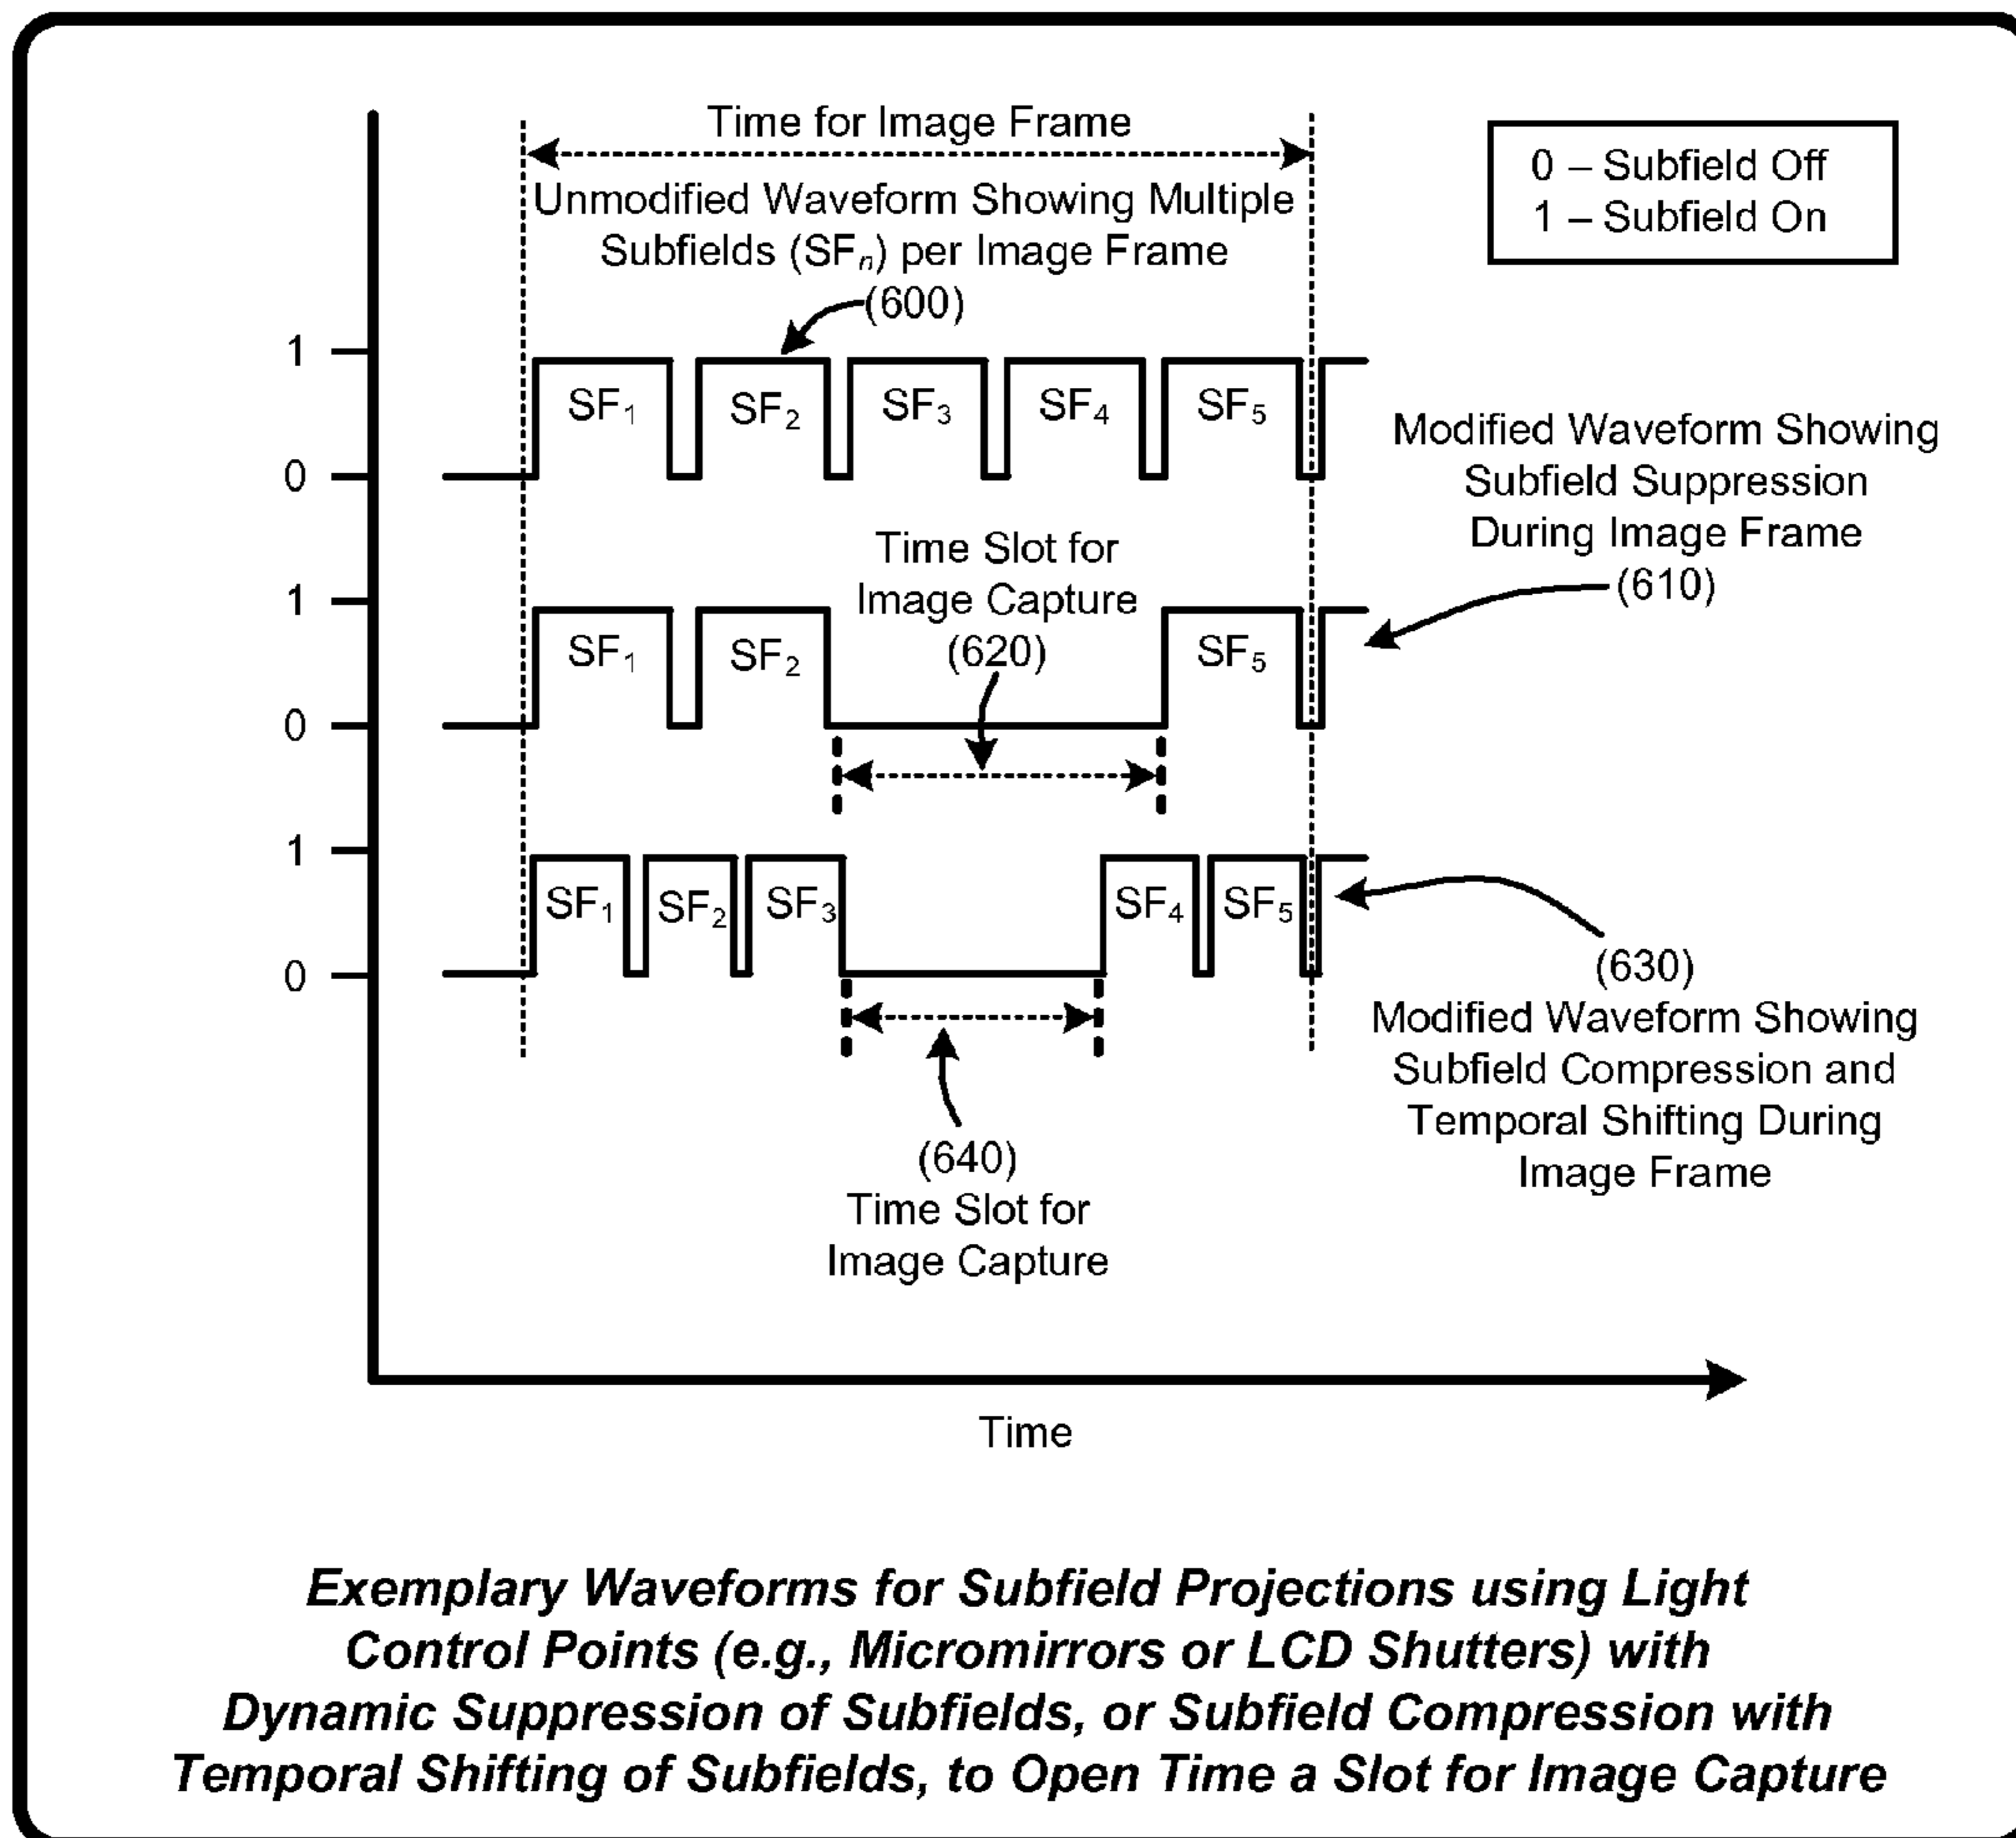 Time for Image Frame
0 – Subfield Off
1 – Subfield On
Unmodified Waveform Showing Multiple
Subfields (SFn) per Image Frame
(600)
1
SF1 SF2 SF3 SF4 SF5
0
Modified Waveform Showing
Subfield Suppression
During Image Frame
(610)
Time Slot for
Image Capture
(620)
1
SF1 SF2 SF5
0
1
SF1 SF2 SF3 SF4 SF5
0
(630)
Modified Waveform Showing
Subfield Compression and
Temporal Shifting During
Image Frame
(640)
Time Slot for
Image Capture
Time
Exemplary Waveforms for Subfield Projections using Light
Control Points (e.g., Micromirrors or LCD Shutters) with
Dynamic Suppression of Subfields, or Subfield Compression with
Temporal Shifting of Subfields, to Open Time a Slot for Image Capture